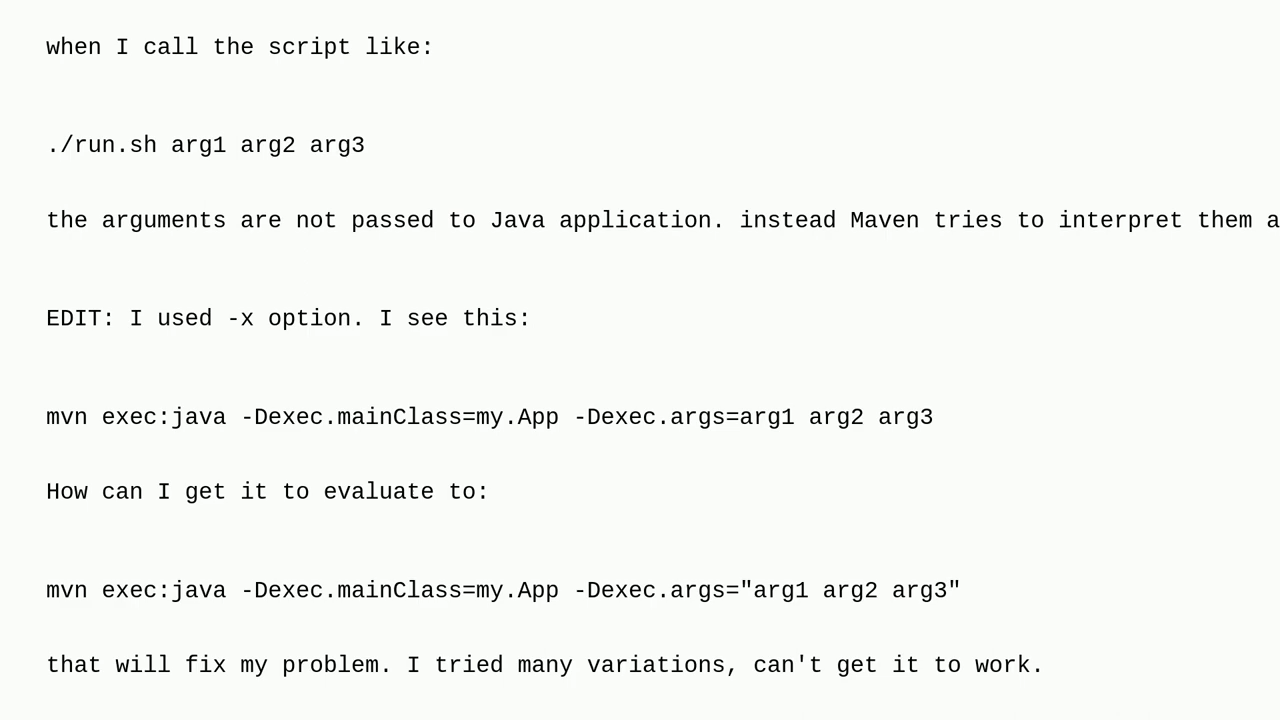 when I call the script like:
./run.sh arg1 arg2 arg3
the arguments are not passed to Java application. instead Maven tries to interpret them a
EDIT: I used -x option. I see this:
mvn exec:java -Dexec.mainClass=my.App -Dexec.args=arg1 arg2 arg3
How can I get it to evaluate to:
mvn exec:java -Dexec.mainClass=my.App -Dexec.args="arg1 arg2 arg3"
that will fix my problem. I tried many variations, can't get it to work.